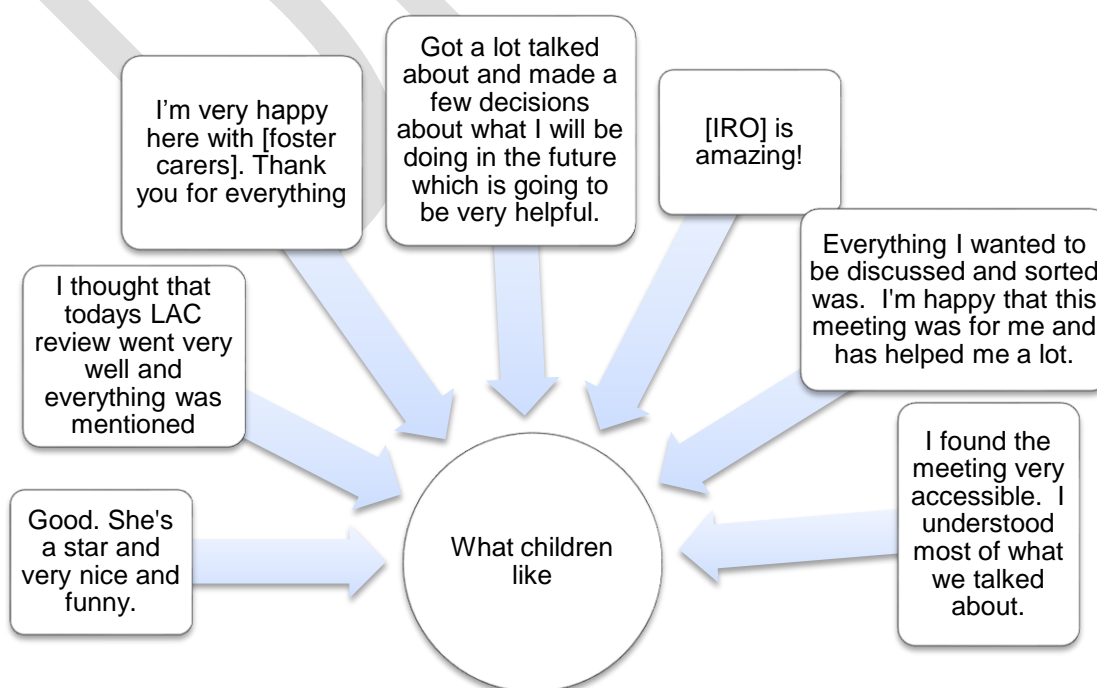 Good. She's
a star and
very nice and
funny.
I thought that
todays LAC
review went very
well and
everything was
mentioned
I’m very happy
here with [foster
carers]. Thank
you for everything
Got a lot talked
about and made a
few decisions
about what I will be
doing in the future
which is going to
be very helpful.
[IRO] is
amazing!
Everything I wanted to
be discussed and sorted
was.  I'm happy that this
meeting was for me and
has helped me a lot.
I found the
meeting very
accessible.  I
understood
most of what
we talked
about.
What children
like